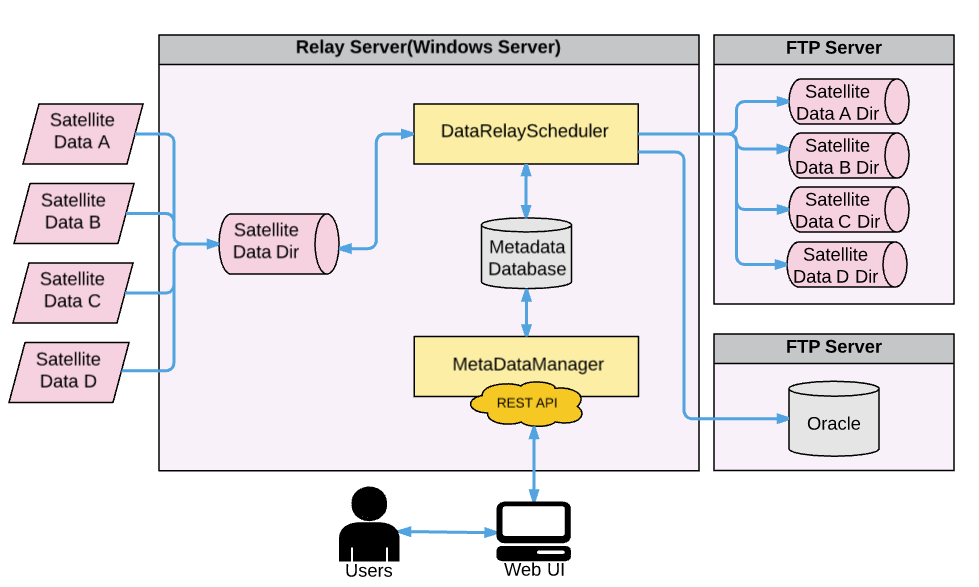 Relay Server(Windows Server)
FTP Server
Satellite
Data A
Satellite
Data B
Satellite
Data C
Satellite
Data D
Satellite
Data Dir
DataRelayScheduler
Metadata
Database
MetaDataManager
REST API
Satellite
Data A Dir
Satellite
Data B Dir
Satellite
Data C Dir
Satellite
Data D Dir
FTP Server
Oracle
Users
Web UI